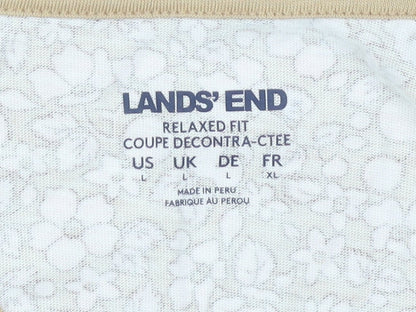 LANDS' END
RELAXED FIT
COUPE DECONTRA-CTEE
US UK DE FR
L L L XL
MADE IN PERU
FABRIQUE AU PEROU